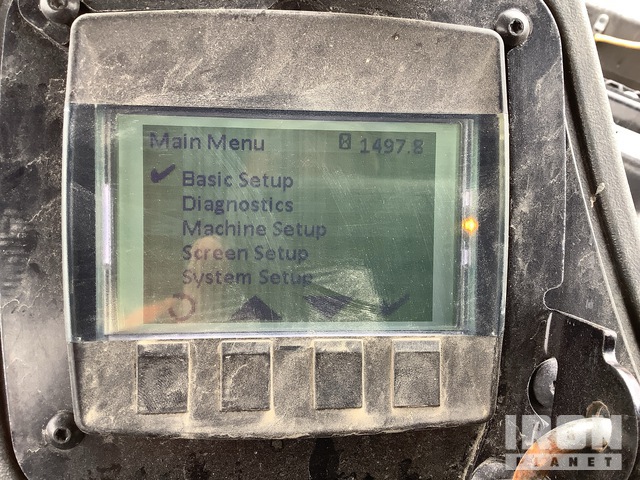 Main Menu 1497.8
Basic Setup
Diagnostics
Machine Setup
Screen Setup
System Setup
IRON
PLANET